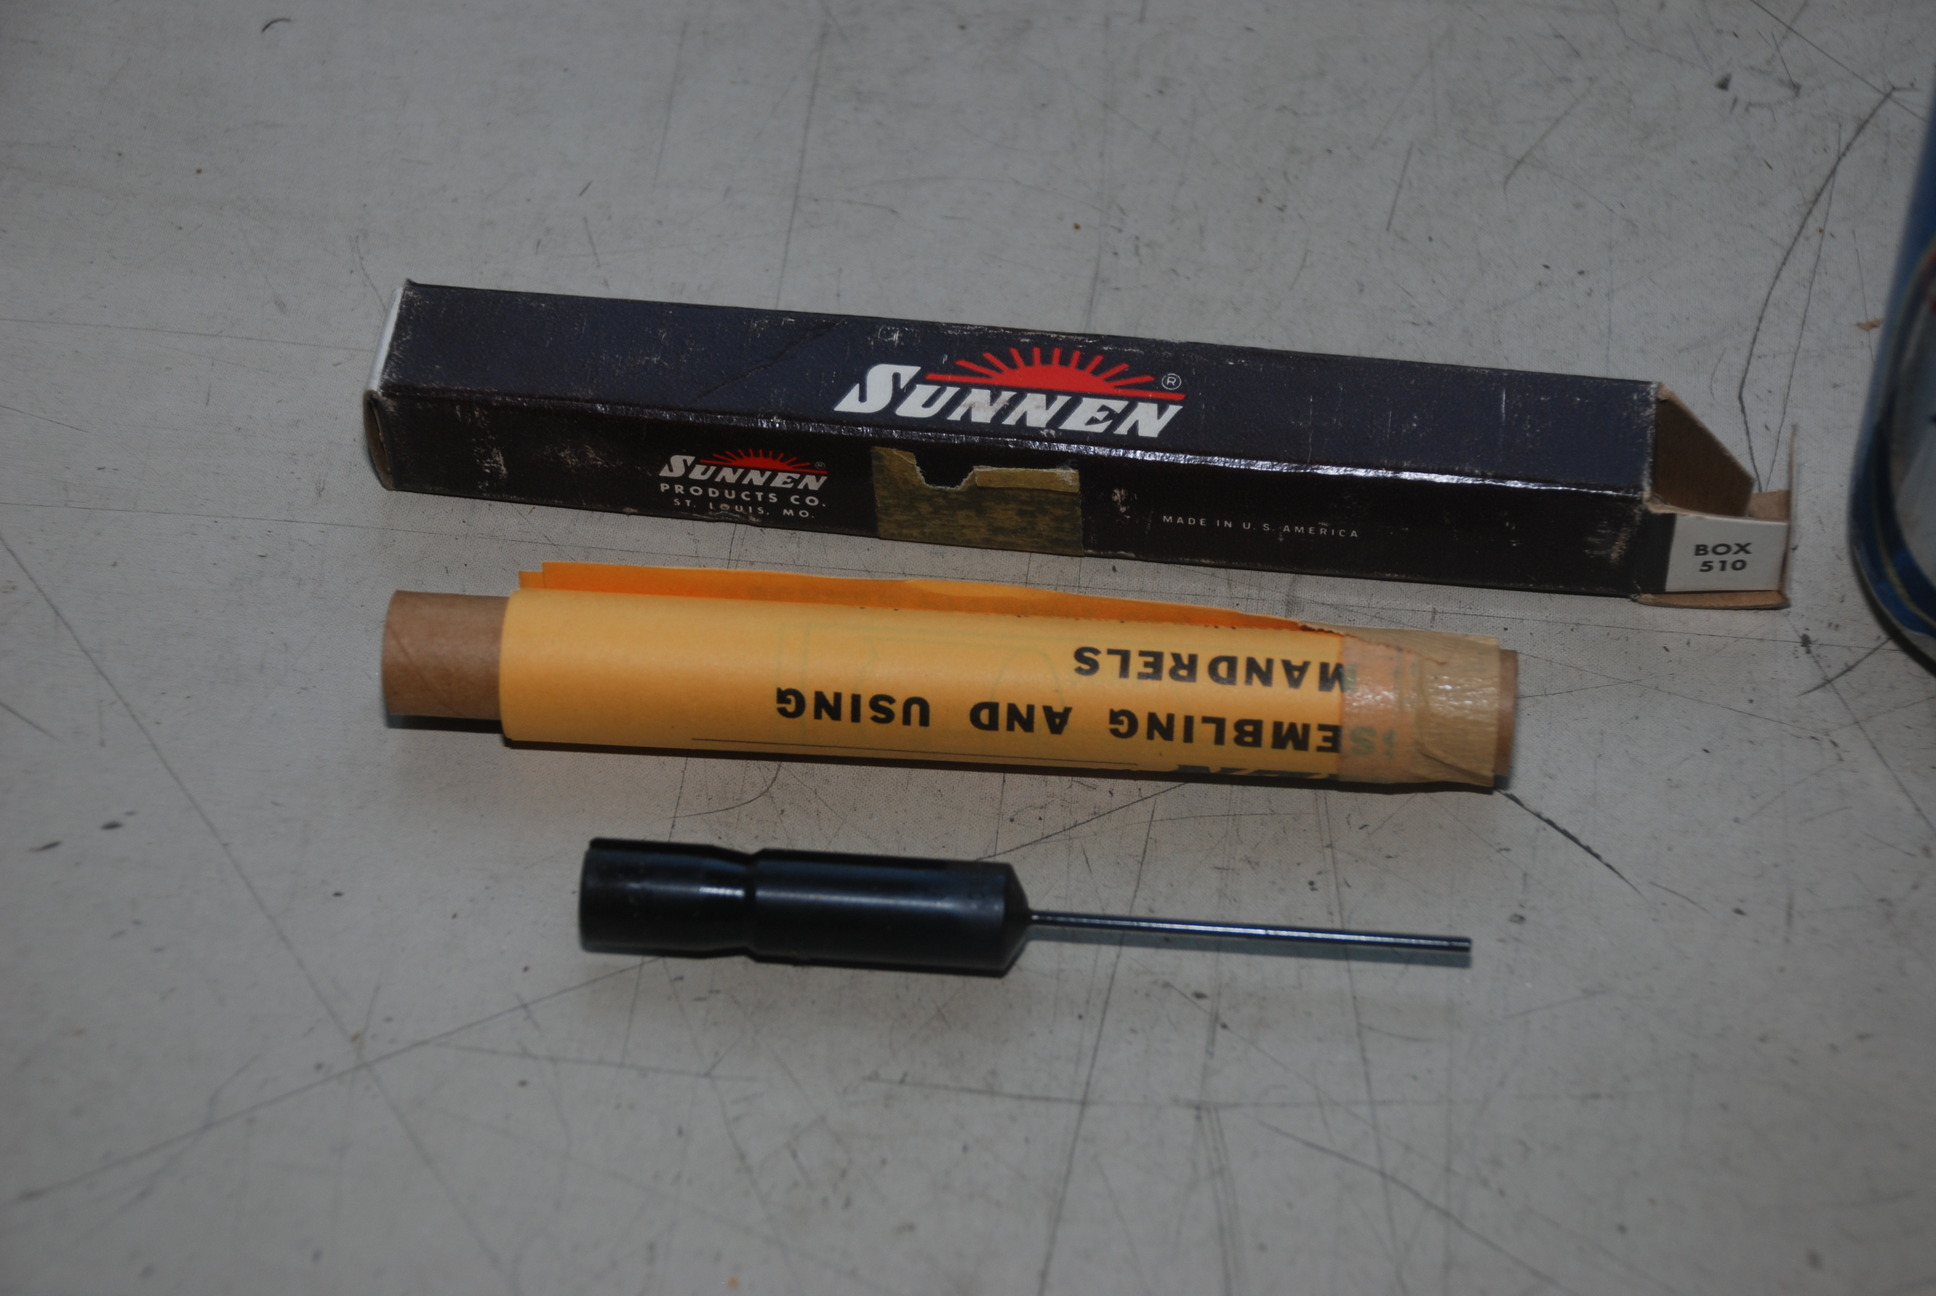 SUNNEN ®
SUNNEN ®
PRODUCTS CO.
ST. LOUIS, MO.
MADE IN U.S. AMERICA
BOX
510
SEMBLING AND USING
MANDRELS